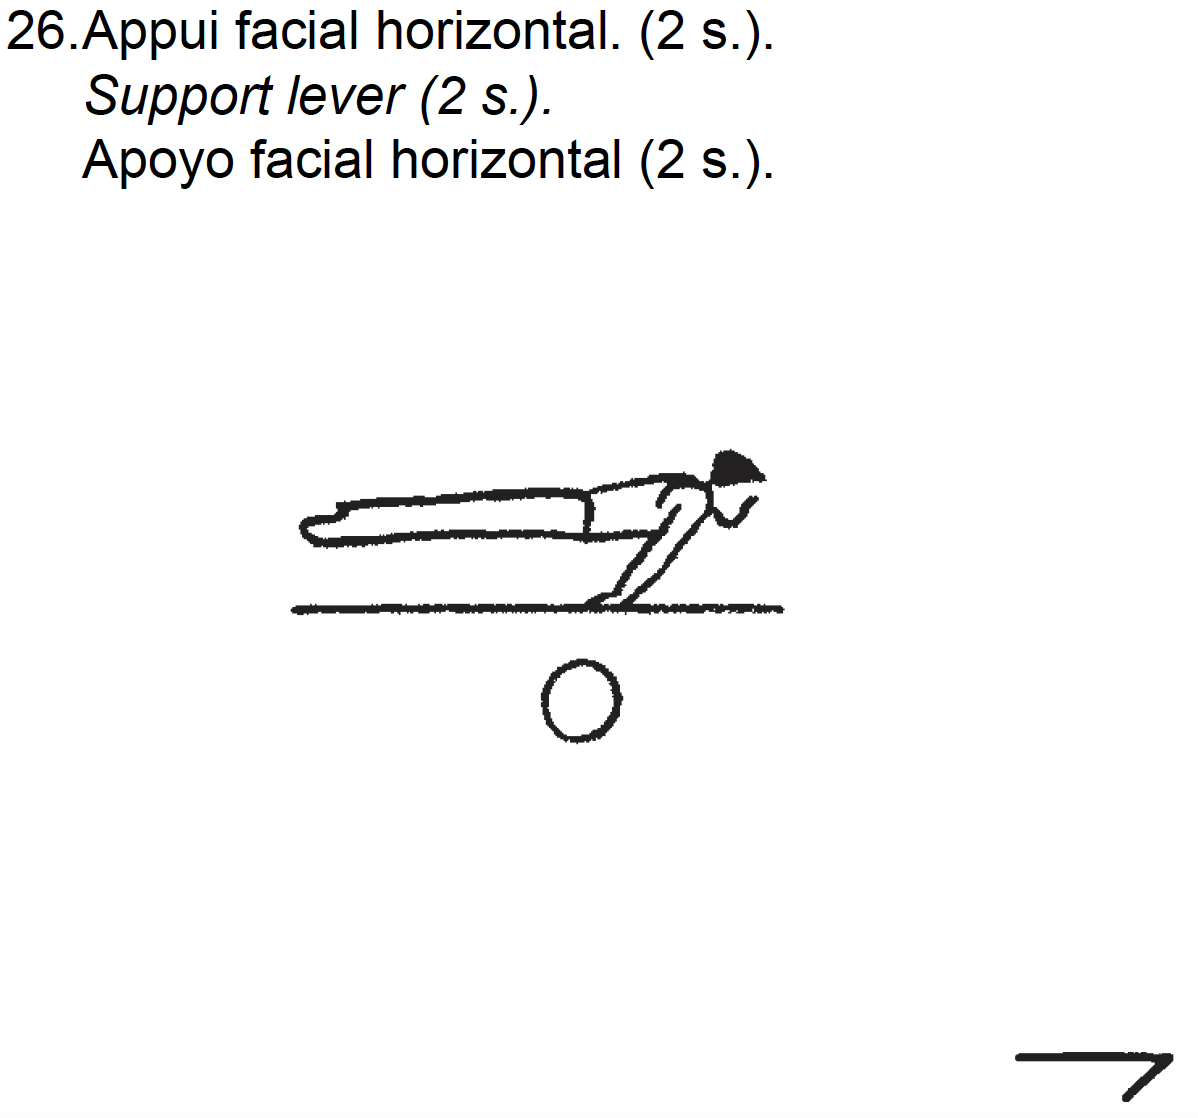 26.Appui facial horizontal. (2 s.).
Support lever (2 s.).
Apoyo facial horizontal (2 s.).